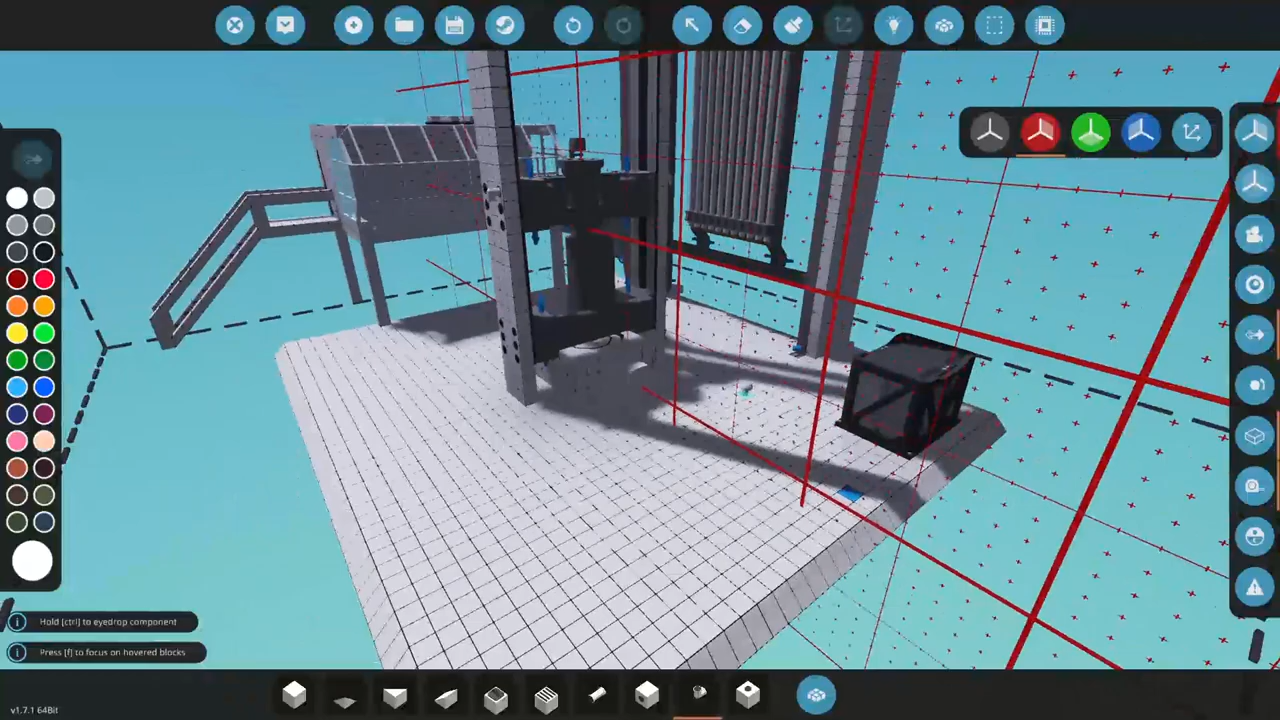 Hold [ctrl] to eyedrop component
Press [f] to focus on hovered blocks
v1.7.1 64Bit